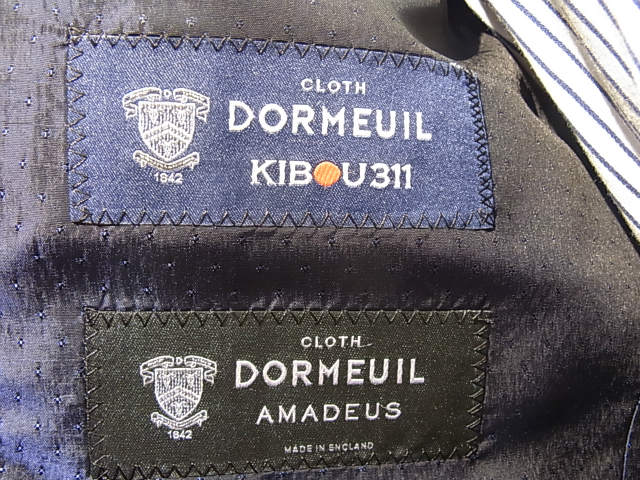 CLOTH
DORMEUIL
KIBOU311
1842
CLOTH
DORMEUIL
AMADEUS
1842
MADE IN ENGLAND